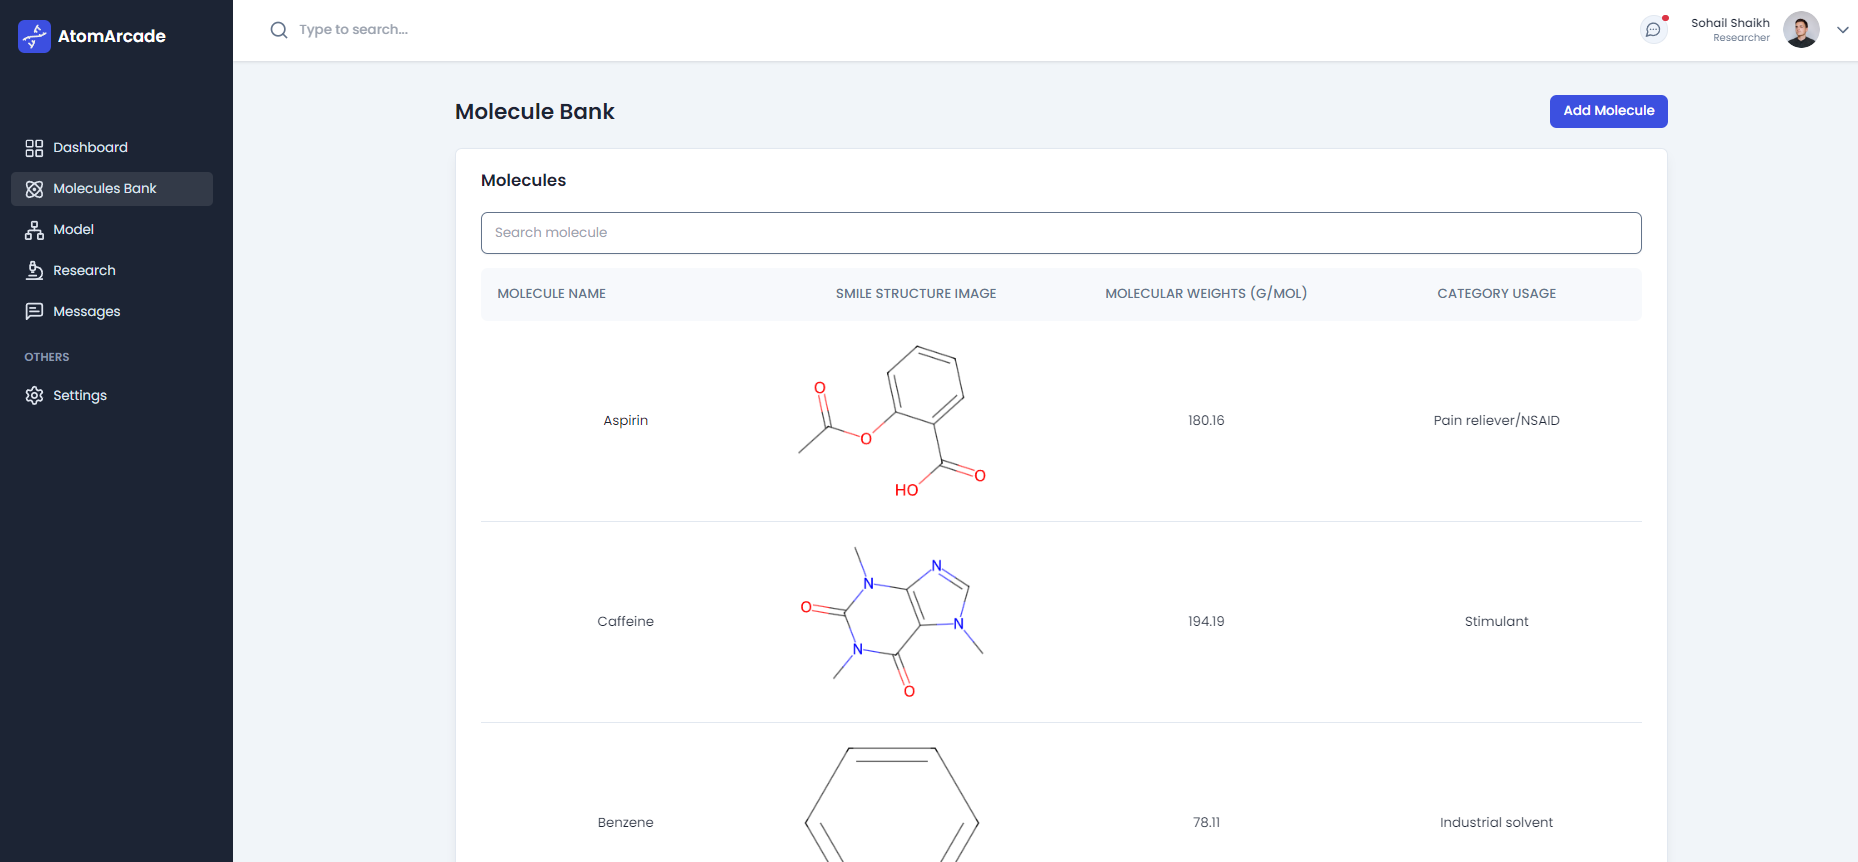 AtomArcade
Type to search...
Sohail Shaikh
Researcher
Dashboard
Molecules Bank
Model
Research
Messages
OTHERS
Settings
Molecule Bank
Add Molecule
Molecules
Search molecule
MOLECULE NAME SMILE STRUCTURE IMAGE MOLECULAR WEIGHTS (G/MOL) CATEGORY USAGE
Aspirin 180.16 Pain reliever/NSAID
O
O
O
HO
Caffeine 194.19 Stimulant
N
N
O
N
N
O
Benzene 78.11 Industrial solvent